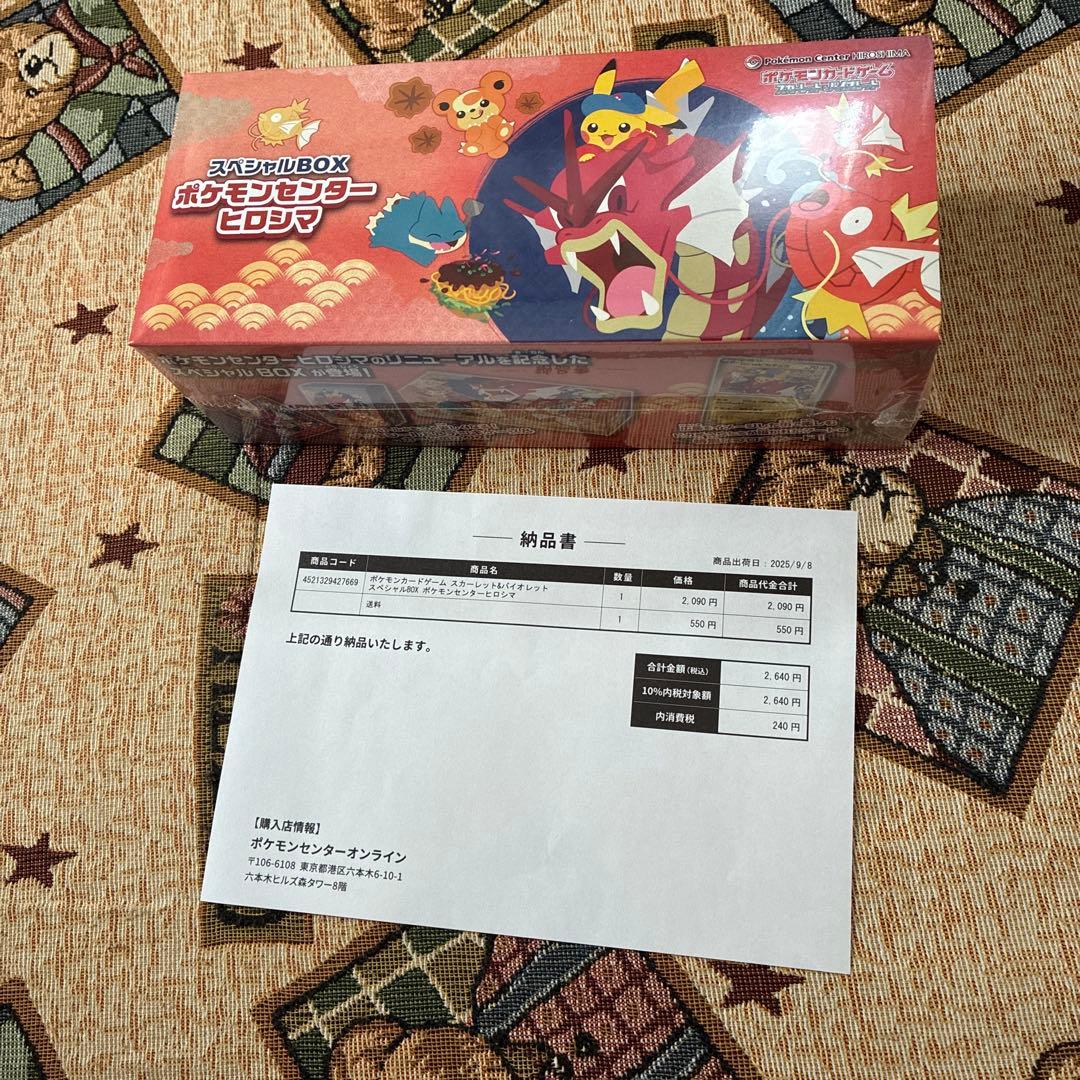 Pokémon Center HIROSHIMA
ポケモンカードゲーム
スペシャルBOX
ポケモンセンター
ヒロシマ
ポケモンセンターヒロシマのリニューアルを記念した
スペシャルBOXが登場!
納品書
商品出荷日:2025/9/8
商品コード 商品名 数量 価格 商品代金合計
4521329427669 ポケモンカードゲーム スカーレット&バイオレット
スペシャルBOX ポケモンセンターヒロシマ 1 2,090 円 2,090 円
送料 1 550 円 550 円
上記の通り納品いたします。
合計金額(税込) 2,640 円
10%内税対象額 2,640 円
内消費税 240 円
【購入店情報】
ポケモンセンターオンライン
〒106-6108 東京都港区六本木6-10-1
六本木ヒルズ森タワー8階